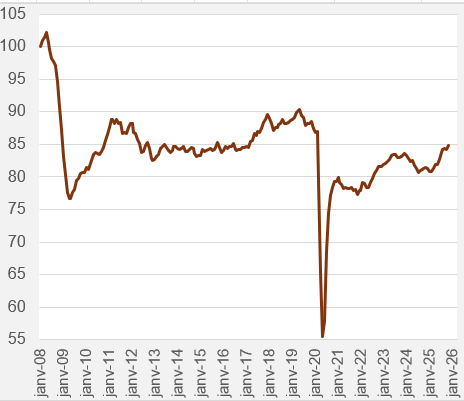 105
100
95
90
85
80
75
70
65
60
55
janv-08
janv-09
janv-10
janv-11
janv-12
janv-13
janv-14
janv-15
janv-16
janv-17
janv-18
janv-19
janv-20
janv-21
janv-22
janv-23
janv-24
janv-25
janv-26